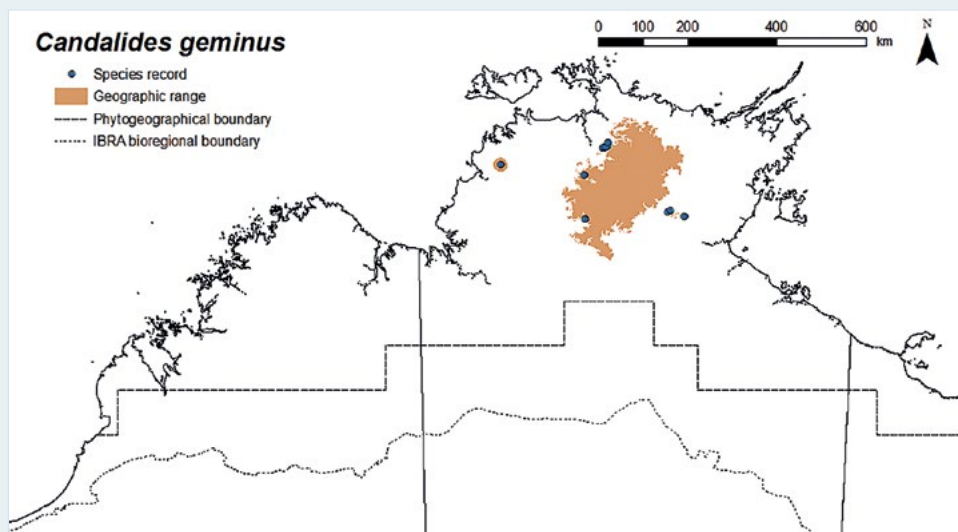 Candalides geminus
Species record
Geographic range
Phytogeographical boundary
IBRA bioregional boundary
0 100 200 400 600
km
N